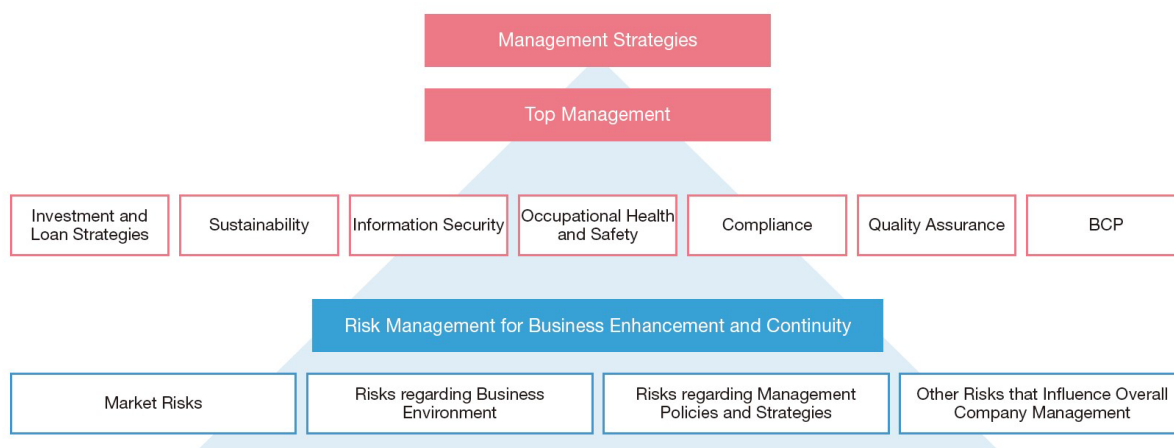 Management Strategies
Top Management
Investment and
Loan Strategies
Sustainability
Information Security
Occupational Health
and Safety
Compliance
Quality Assurance
BCP
Risk Management for Business Enhancement and Continuity
Market Risks
Risks regarding Business
Environment
Risks regarding Management
Policies and Strategies
Other Risks that Influence Overall
Company Management